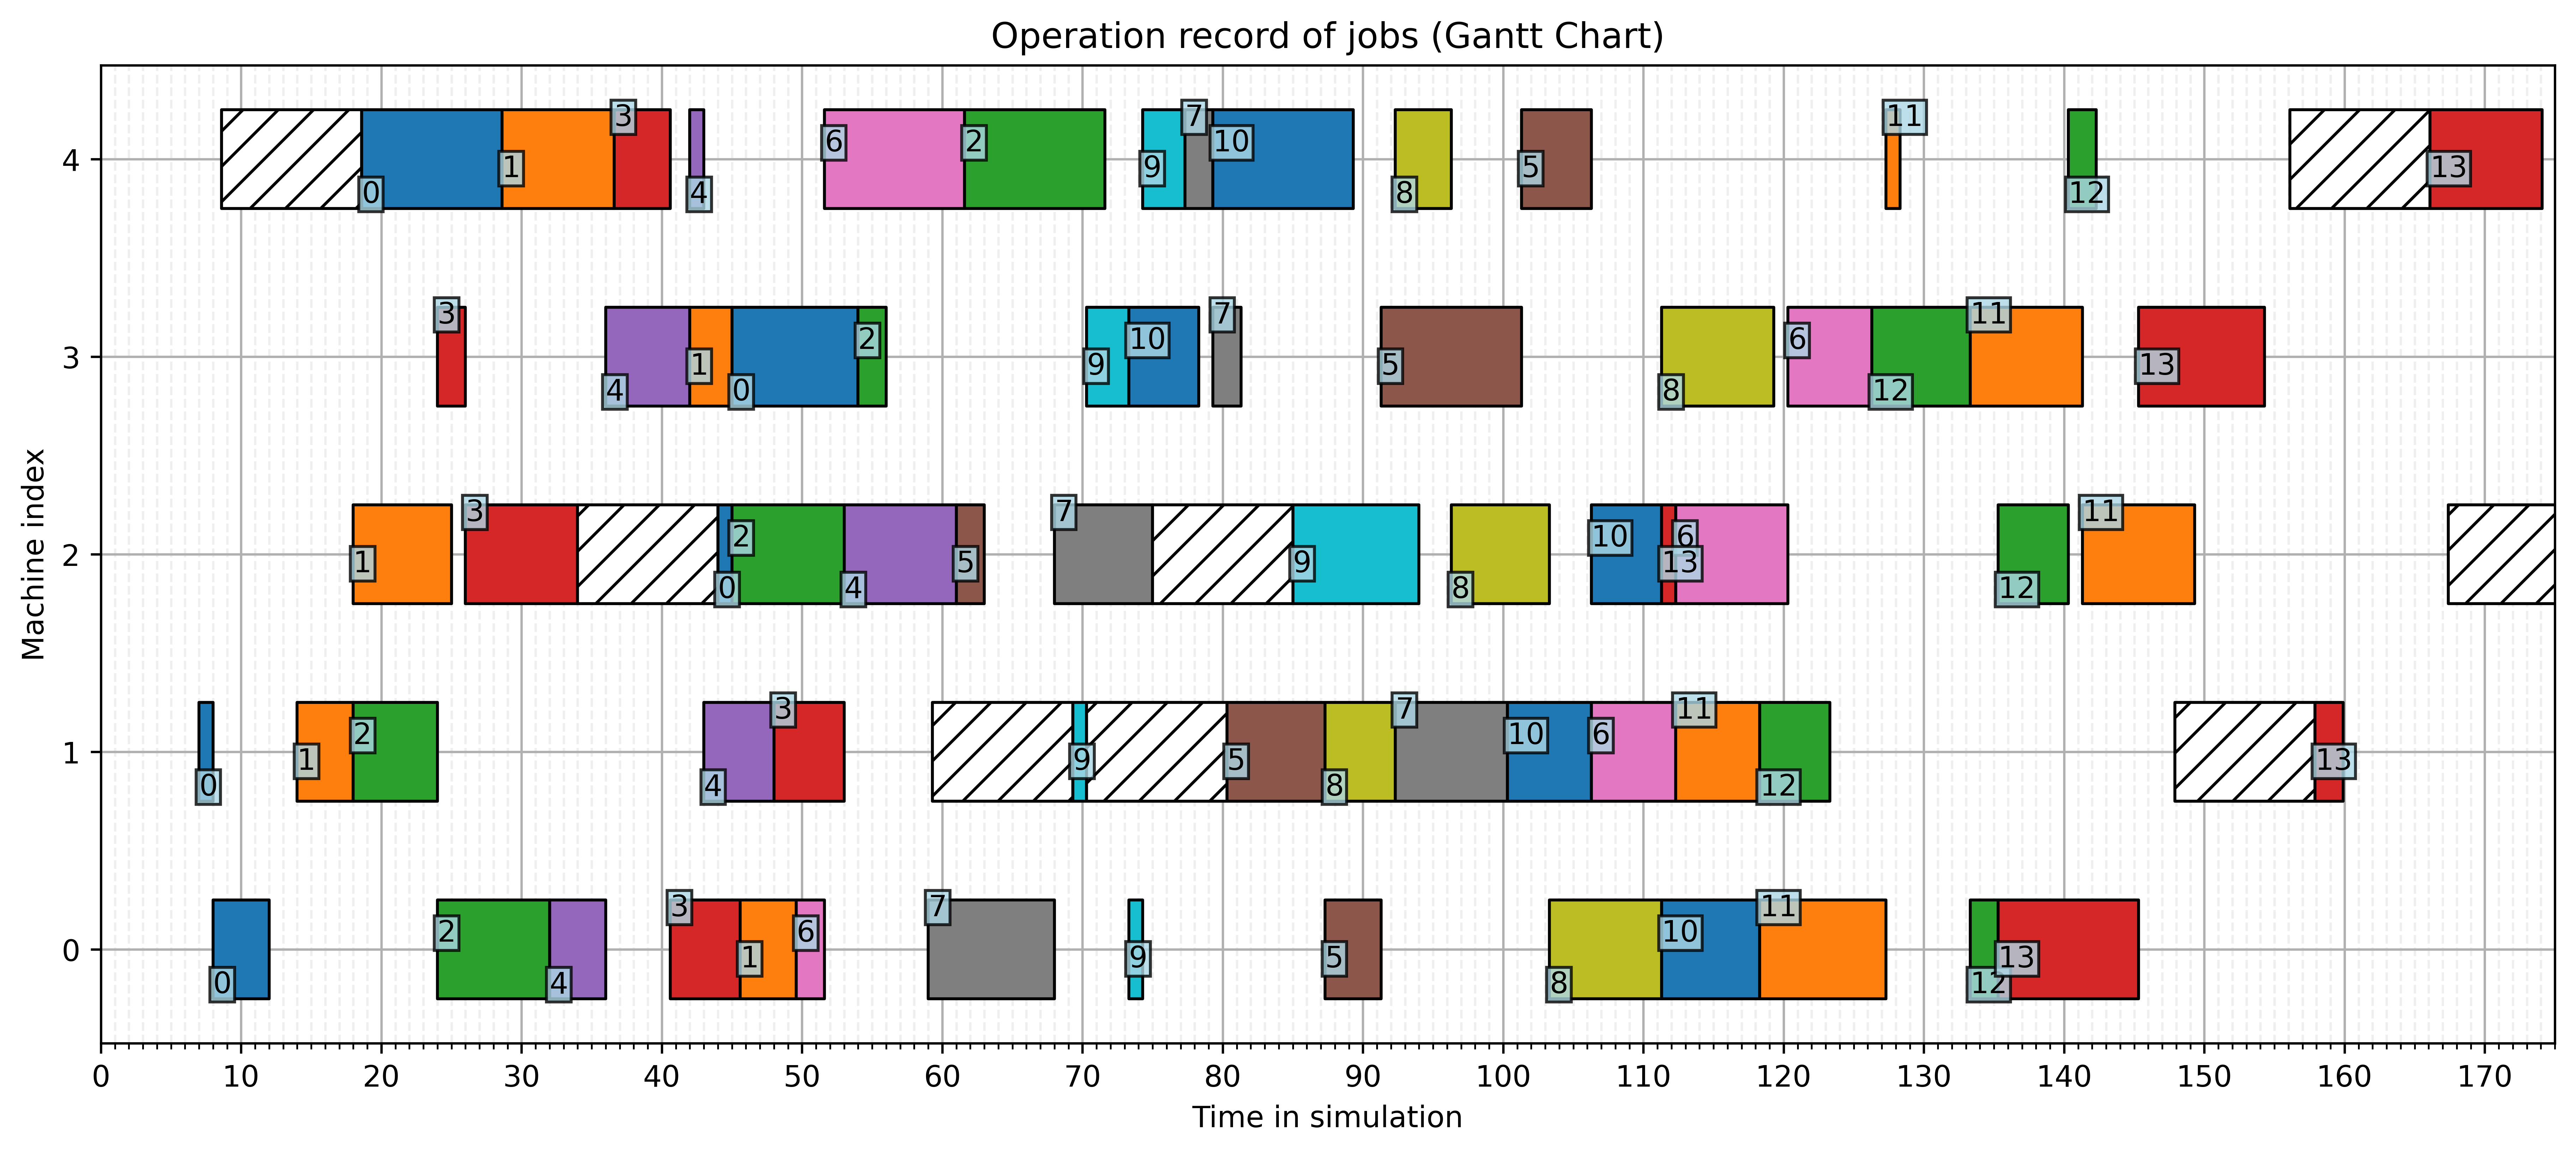 Operation record of jobs (Gantt Chart)
Machine index
4
0 1 3 4 6 2 9 7 10 8 5 11 12 13
3
3 4 1 0 2 9 10 7 5 8 6 12 11 13
2
1 3 0 2 4 5 7 9 8 10 13 6 12 11
1
0 1 2 4 3 9 5 8 7 10 6 11 12 13
0
0 2 4 3 1 6 7 9 5 8 10 11 12 13
0 10 20 30 40 50 60 70 80 90 100 110 120 130 140 150 160 170
Time in simulation